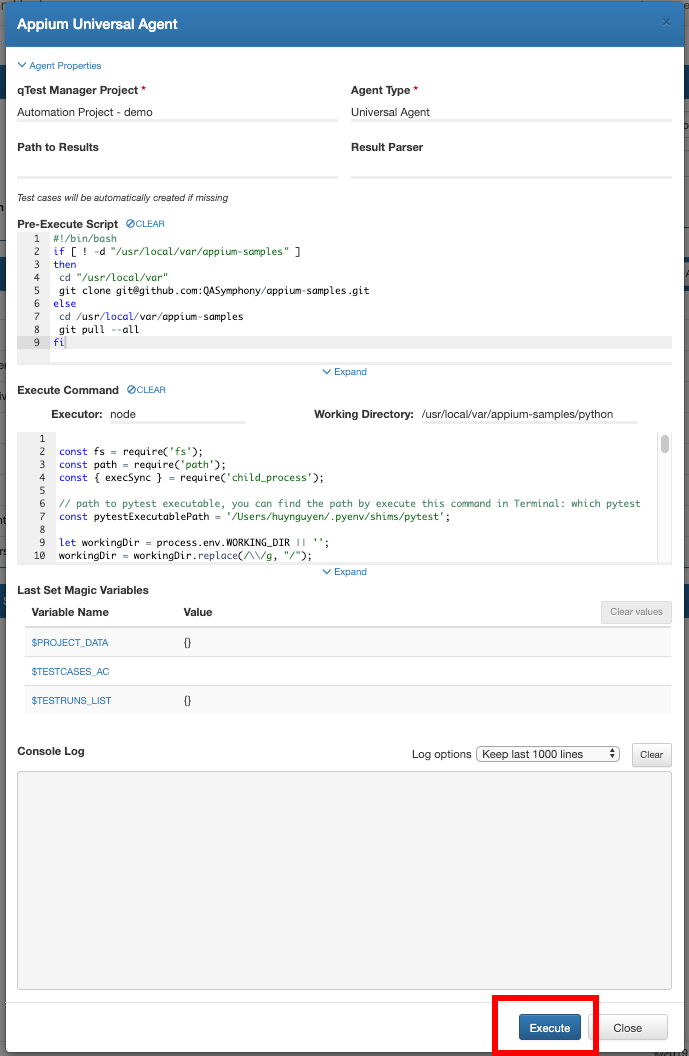 Appium Universal Agent
×
Agent Properties
qTest Manager Project *
Agent Type *
Automation Project - demo
Universal Agent
Path to Results
Result Parser
Test cases will be automatically created if missing
Pre-Execute Script CLEAR
1 #!/bin/bash
2 if [ ! -d "/usr/local/var/appium-samples" ]
3 then
4 cd "/usr/local/var"
5 git clone git@github.com:QASymphony/appium-samples.git
6 else
7 cd /usr/local/var/appium-samples
8 git pull --all
9 fi
Expand
Execute Command CLEAR
Executor: node
Working Directory: /usr/local/var/appium-samples/python
1
2 const fs = require('fs');
3 const path = require('path');
4 const { execSync } = require('child_process');
5
6 // path to pytest executable, you can find the path by execute this command in Terminal: which pytest
7 const pytestExecutablePath = '/Users/huynguyen/.pyenv/shims/pytest';
8
9 let workingDir = process.env.WORKING_DIR || '';
10 workingDir = workingDir.replace(/\\/g, "/");
Expand
Last Set Magic Variables
Variable Name Value Clear values
$PROJECT_DATA {}
$TESTCASES_AC
$TESTRUNS_LIST {}
Console Log
Log options Keep last 1000 lines Clear
Execute Close